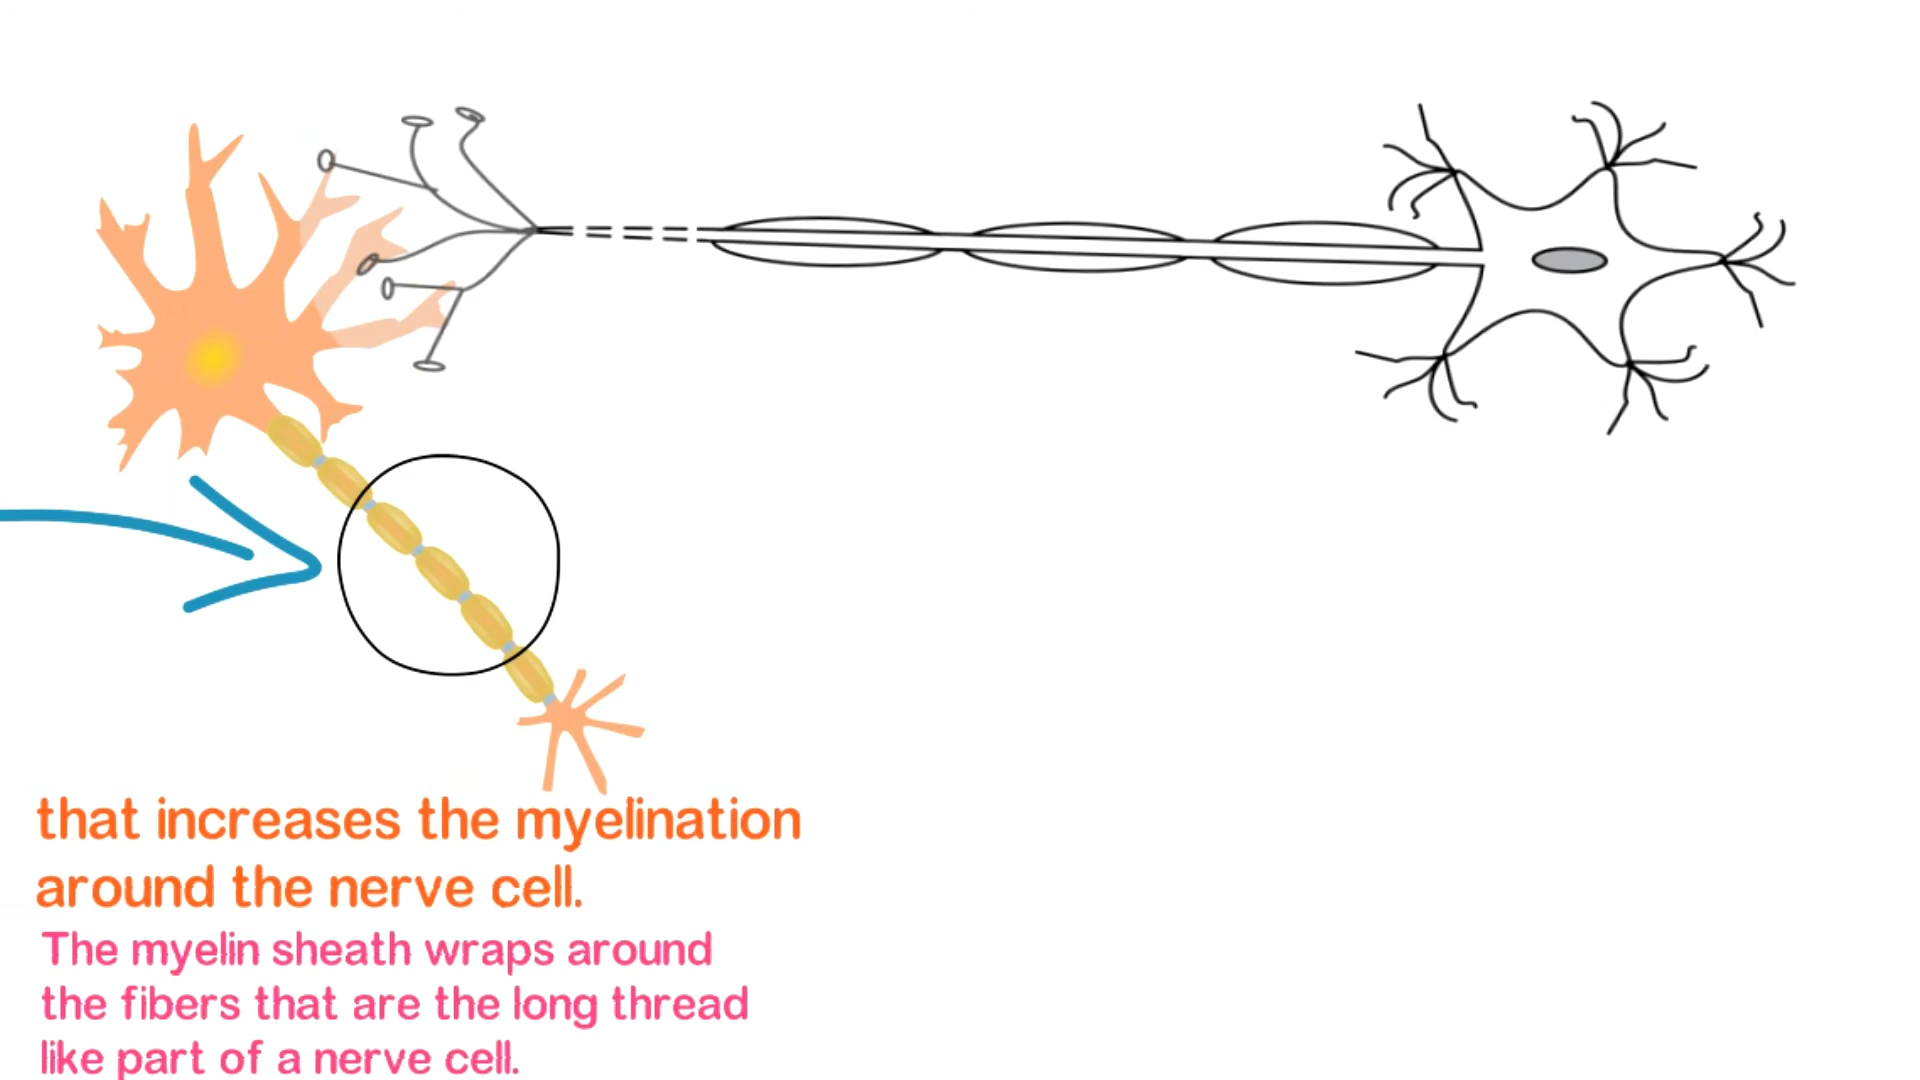 that increases the myelination
around the nerve cell.
The myelin sheath wraps around
the fibers that are the long thread
like part of a nerve cell.